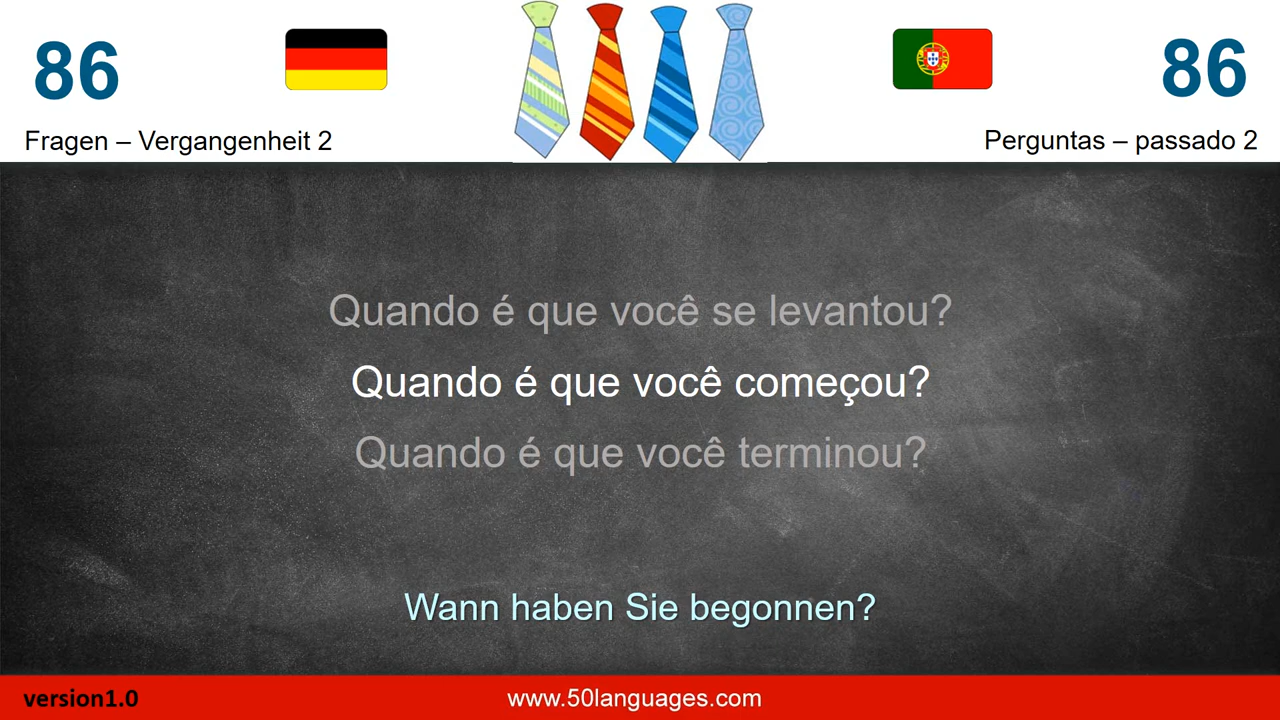 86
86
Fragen – Vergangenheit 2
Perguntas – passado 2
Quando é que você se levantou?
Quando é que você começou?
Quando é que você terminou?
Wann haben Sie begonnen?
version1.0
www.50languages.com